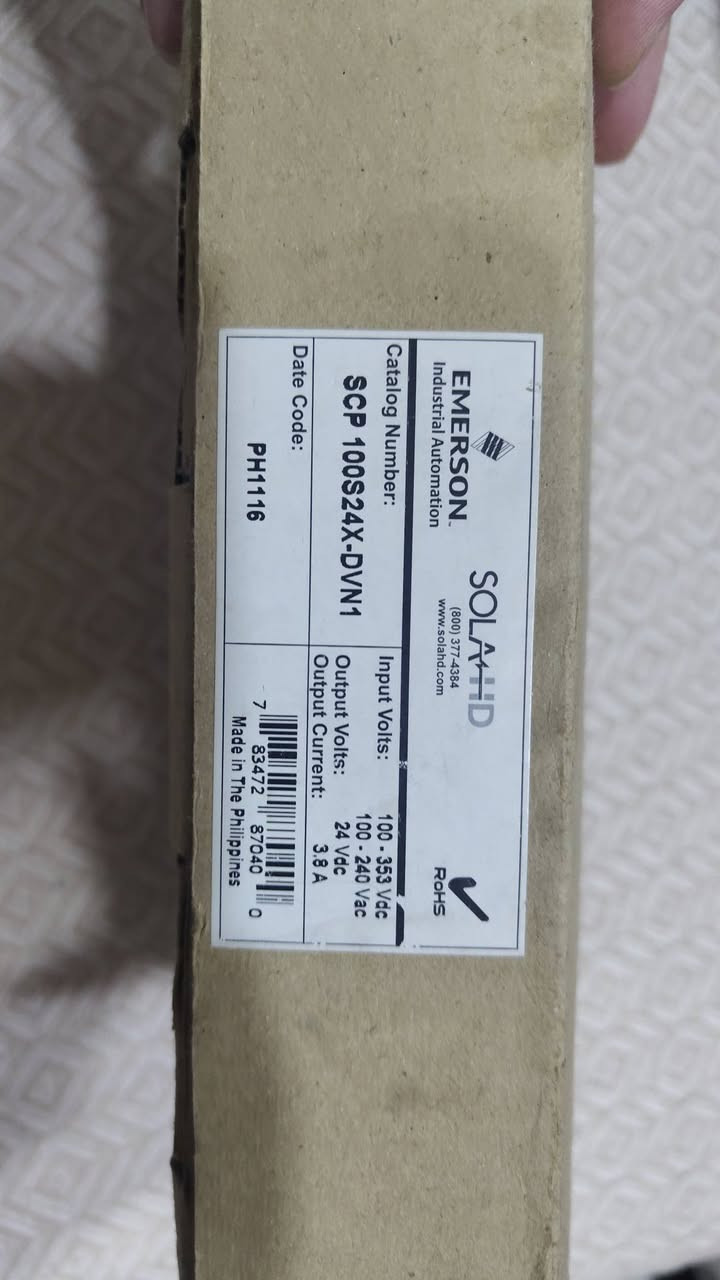 EMERSON
Industrial Automation
SOLAHD
(800) 377-4384
www.solahd.com
RoHS
Catalog Number:
SCP 100S24X-DVN1
Input Volts: 100 - 353 Vdc
100 - 240 Vac
Output Volts: 24 Vdc
Output Current: 3.8 A
Date Code:
PH1116
7 83472 87040 0
Made in The Philippines